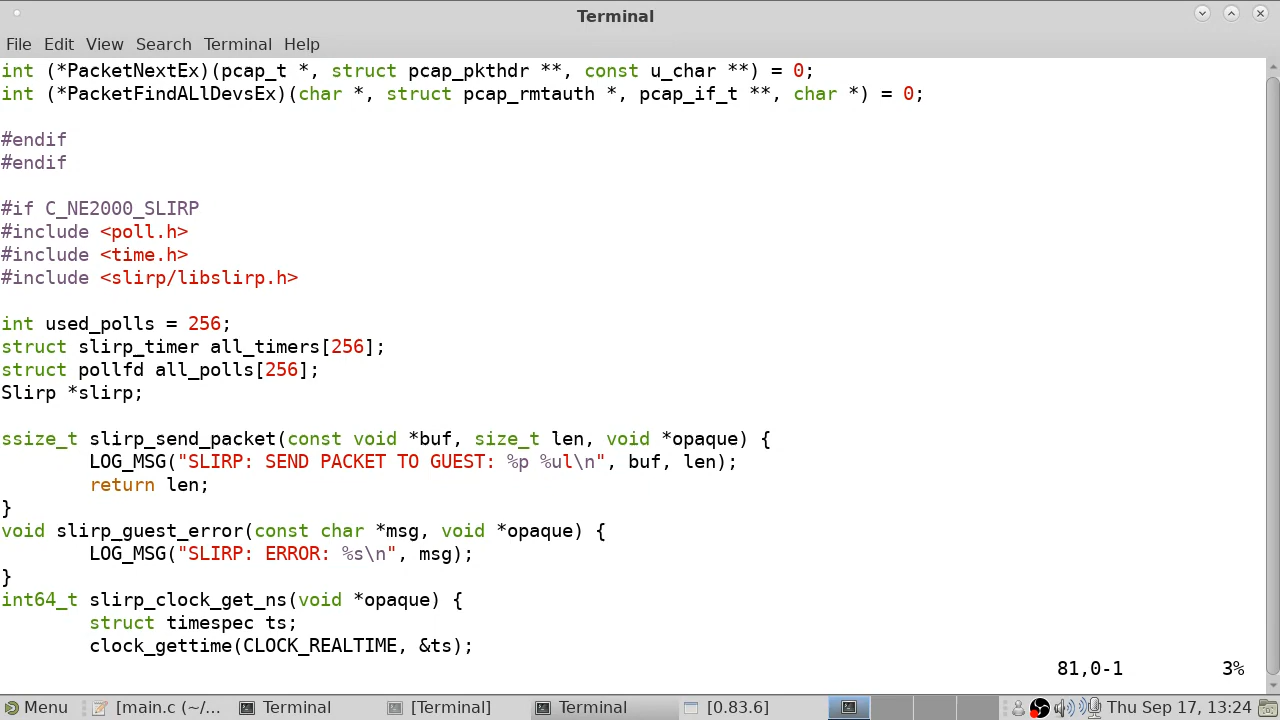 Terminal
File Edit View Search Terminal Help
int (*PacketNextEx)(pcap_t *, struct pcap_pkthdr **, const u_char **) = 0;
int (*PacketFindALlDevsEx)(char *, struct pcap_rmtauth *, pcap_if_t **, char *) = 0;
#endif
#endif
#if C_NE2000_SLIRP
#include <poll.h>
#include <time.h>
#include <slirp/libslirp.h>
int used_polls = 256;
struct slirp_timer all_timers[256];
struct pollfd all_polls[256];
Slirp *slirp;
ssize_t slirp_send_packet(const void *buf, size_t len, void *opaque) {
LOG_MSG("SLIRP: SEND PACKET TO GUEST: %p %ul\n", buf, len);
return len;
}
void slirp_guest_error(const char *msg, void *opaque) {
LOG_MSG("SLIRP: ERROR: %s\n", msg);
}
int64_t slirp_clock_get_ns(void *opaque) {
struct timespec ts;
clock_gettime(CLOCK_REALTIME, &ts);
81,0-1 3%
Menu [main.c (~/... Terminal [Terminal] Terminal [0.83.6] Thu Sep 17, 13:24